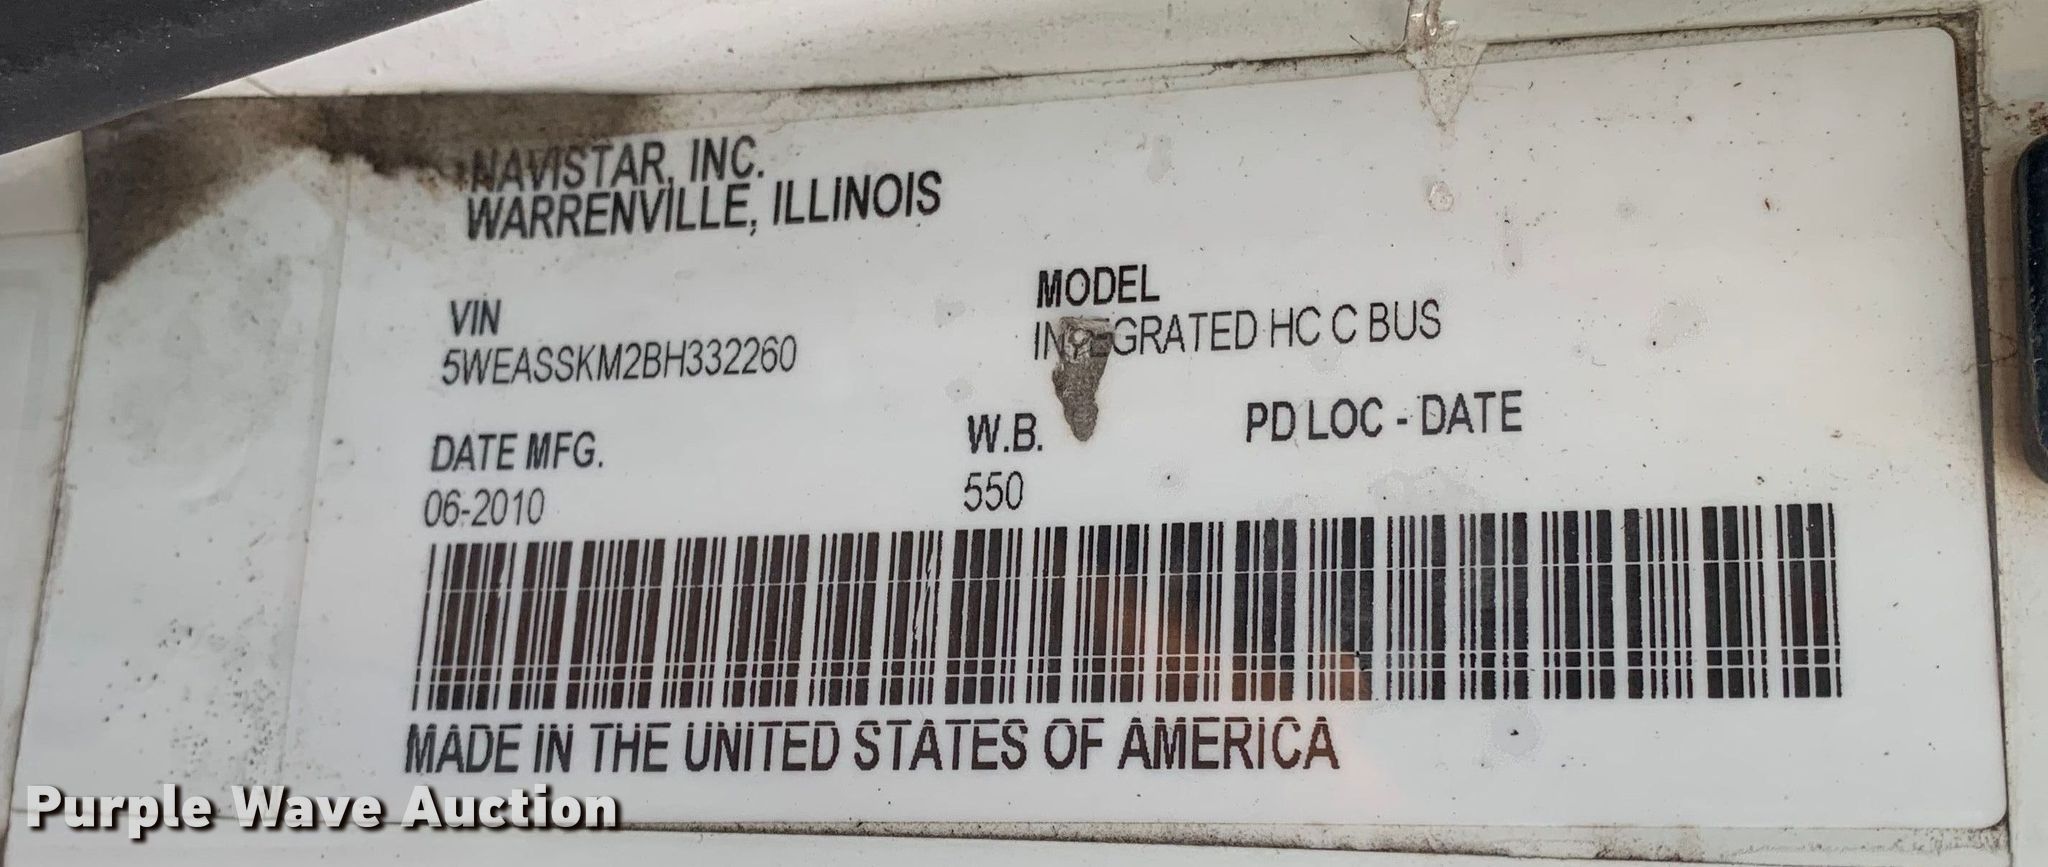 NAVISTAR, INC.
WARRENVILLE, ILLINOIS
VIN
5WEASSKM2BH332260
MODEL
INTEGRATED HC C BUS
DATE MFG.
06-2010
W.B.
550
PD LOC - DATE
MADE IN THE UNITED STATES OF AMERICA
Purple Wave Auction